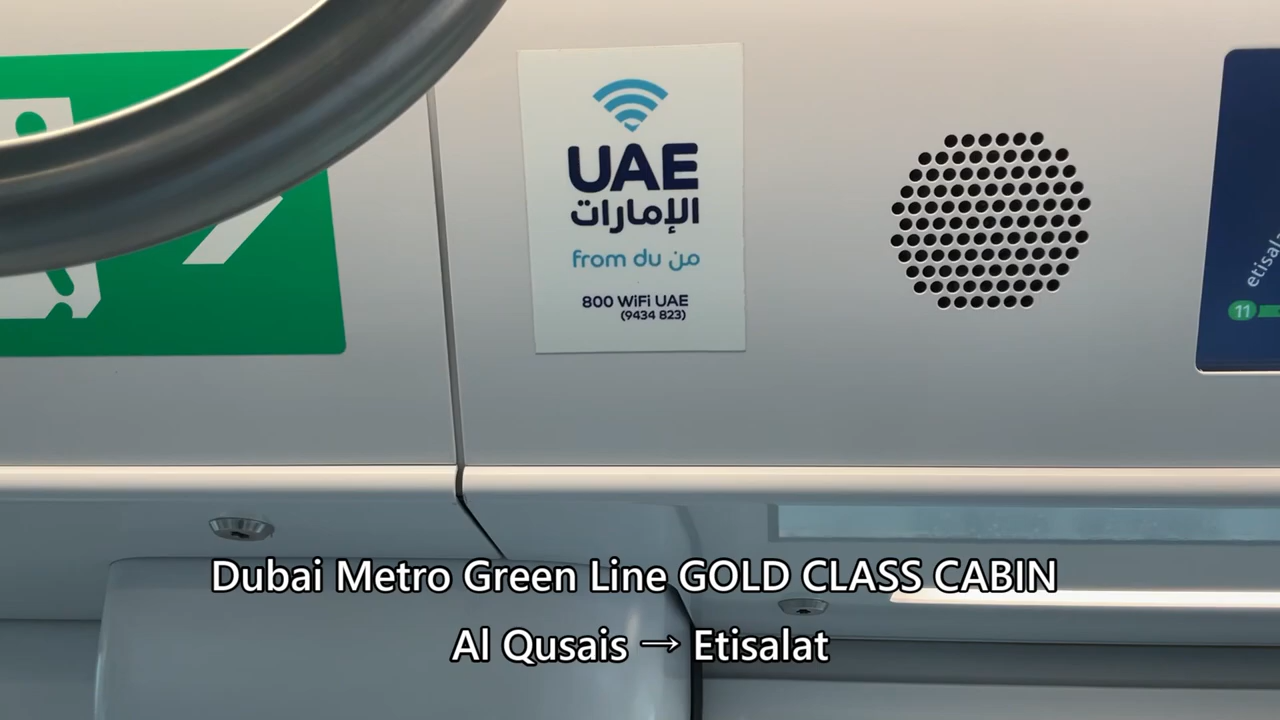 UAE
الإمارات
from du من
800 WiFi UAE
(9434 823)
11
Dubai Metro Green Line GOLD CLASS CABIN
Al Qusais → Etisalat